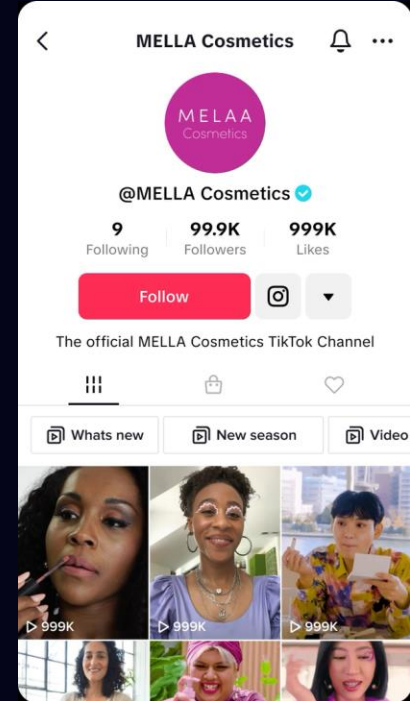 MELLA Cosmetics
MELAA
Cosmetics
@MELLA Cosmetics
9 99.9K 999K
Following Followers Likes
Follow
The official MELLA Cosmetics TikTok Channel
Whats new New season Video
999K 999K 999K